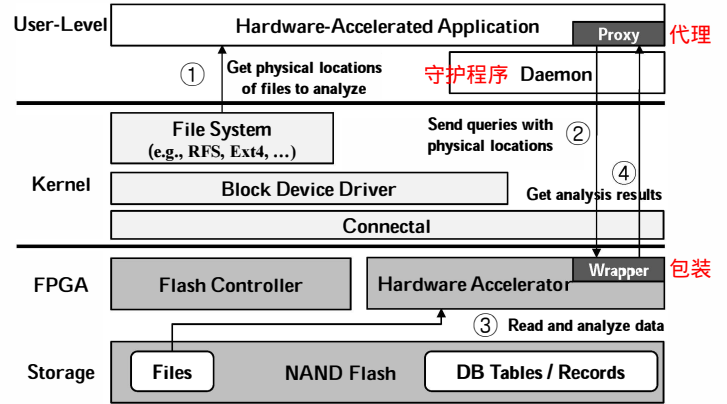 User-Level
Hardware-Accelerated Application
Proxy
代理
① Get physical locations
of files to analyze
守护程序 Daemon
File System
(e.g., RFS, Ext4, …)
Send queries with
physical locations
②
④
Kernel
Block Device Driver
Get analysis results
Connectal
FPGA
Flash Controller
Hardware Accelerator
Wrapper
包装
③ Read and analyze data
Storage
Files
NAND Flash
DB Tables / Records